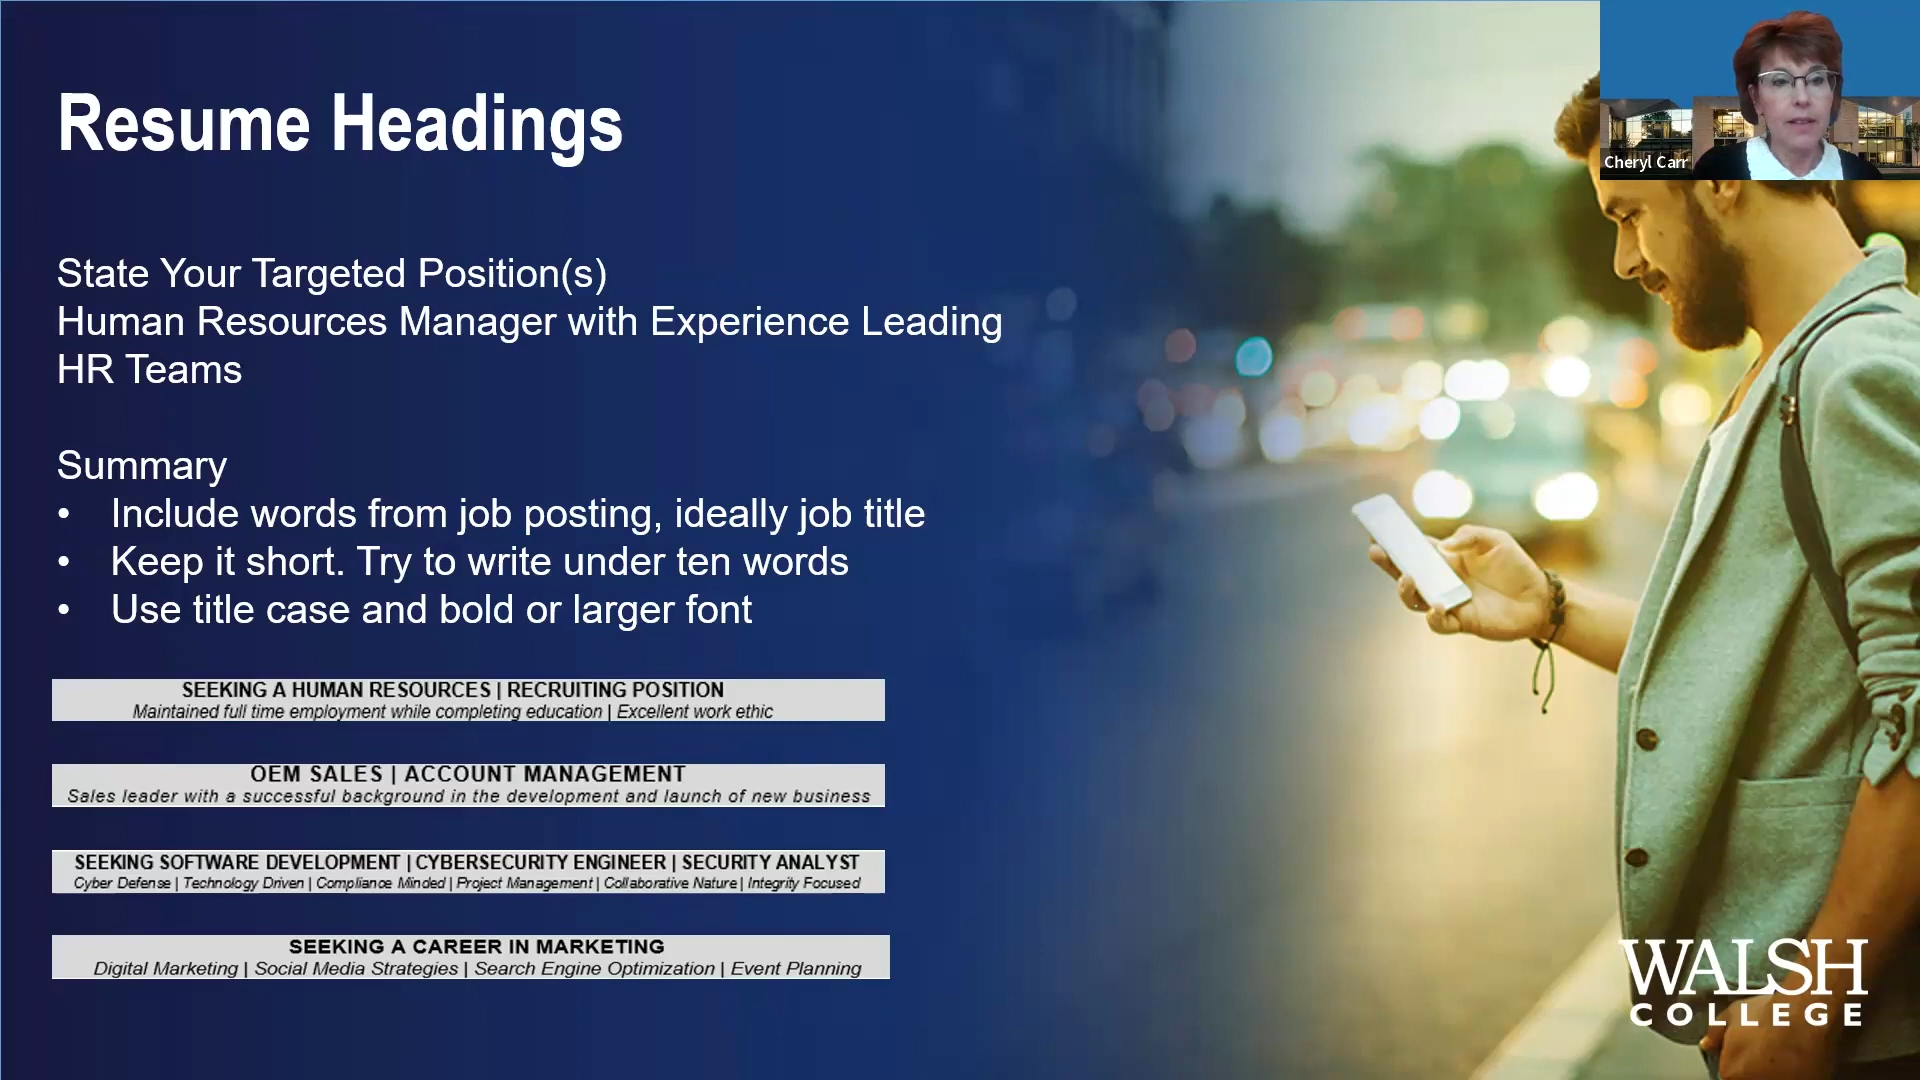 Resume Headings
Cheryl Carr
State Your Targeted Position(s)
Human Resources Manager with Experience Leading
HR Teams
Summary
• Include words from job posting, ideally job title
• Keep it short. Try to write under ten words
• Use title case and bold or larger font
SEEKING A HUMAN RESOURCES | RECRUITING POSITION
Maintained full time employment while completing education | Excellent work ethic
OEM SALES | ACCOUNT MANAGEMENT
Sales leader with a successful background in the development and launch of new business
SEEKING SOFTWARE DEVELOPMENT | CYBERSECURITY ENGINEER | SECURITY ANALYST
Cyber Defense | Technology Driven | Compliance Minded | Project Management | Collaborative Nature | Integrity Focused
SEEKING A CAREER IN MARKETING
Digital Marketing | Social Media Strategies | Search Engine Optimization | Event Planning
WALSH
COLLEGE